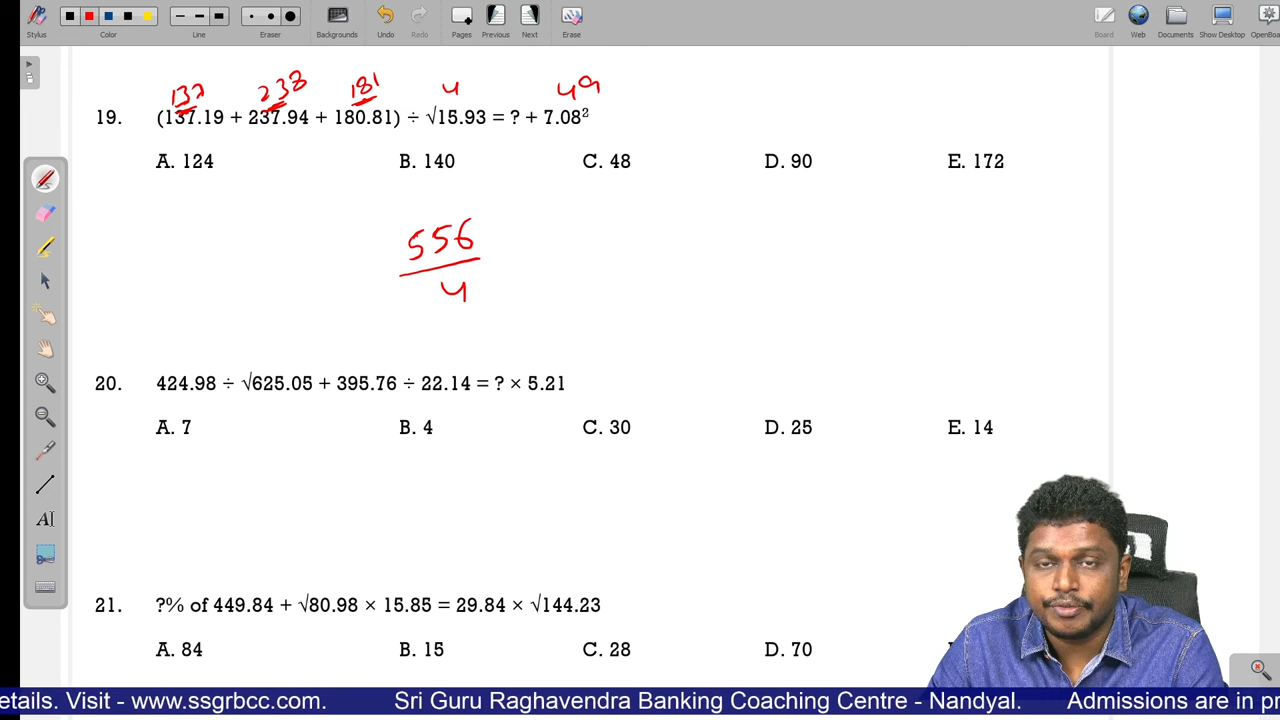 Stylus Color Line Eraser Backgrounds Undo Redo Pages Previous Next Erase Board Web Documents Show Desktop OpenBoa
137 238 181 4 49
19. (137.19 + 237.94 + 180.81) ÷ √15.93 = ? + 7.08²
A. 124 B. 140 C. 48 D. 90 E. 172
556
4
20. 424.98 ÷ √625.05 + 395.76 ÷ 22.14 = ? × 5.21
A. 7 B. 4 C. 30 D. 25 E. 14
21. ?% of 449.84 + √80.98 × 15.85 = 29.84 × √144.23
A. 84 B. 15 C. 28 D. 70
etails. Visit - www.ssgrbcc.com. Sri Guru Raghavendra Banking Coaching Centre - Nandyal. Admissions are in pr